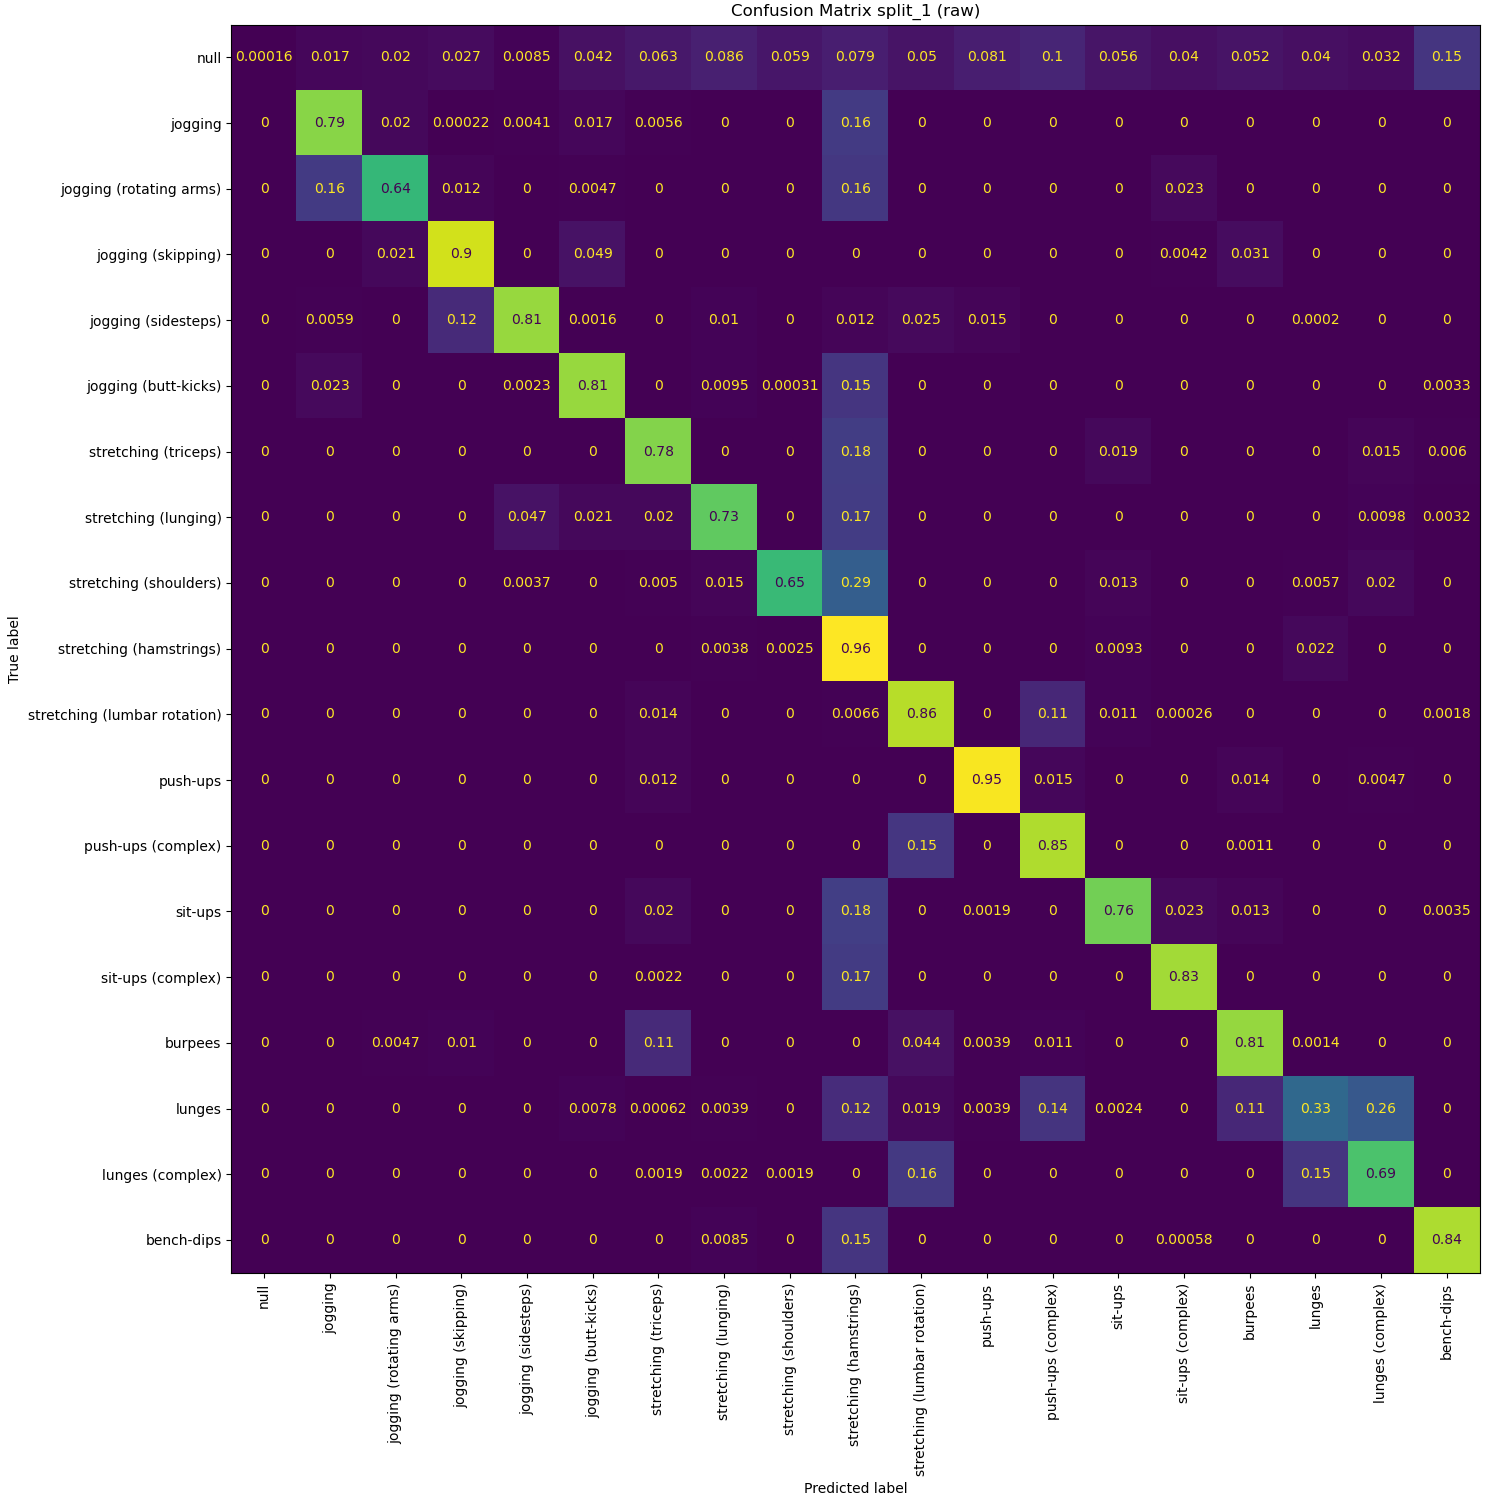 Confusion Matrix split_1 (raw)
True label
null 0.00016 0.017 0.02 0.027 0.0085 0.042 0.063 0.086 0.059 0.079 0.05 0.081 0.1 0.056 0.04 0.052 0.04 0.032 0.15
jogging 0 0.79 0.02 0.00022 0.0041 0.017 0.0056 0 0 0.16 0 0 0 0 0 0 0 0 0
jogging (rotating arms) 0 0.16 0.64 0.012 0 0.0047 0 0 0 0.16 0 0 0 0 0.023 0 0 0 0
jogging (skipping) 0 0 0.021 0.9 0 0.049 0 0 0 0 0 0 0 0 0.0042 0.031 0 0 0
jogging (sidesteps) 0 0.0059 0 0.12 0.81 0.0016 0 0.01 0 0.012 0.025 0.015 0 0 0 0 0.0002 0 0
jogging (butt-kicks) 0 0.023 0 0 0.0023 0.81 0 0.0095 0.00031 0.15 0 0 0 0 0 0 0 0 0.0033
stretching (triceps) 0 0 0 0 0 0 0.78 0 0 0.18 0 0 0 0.019 0 0 0 0.015 0.006
stretching (lunging) 0 0 0 0 0.047 0.021 0.02 0.73 0 0.17 0 0 0 0 0 0 0 0.0098 0.0032
stretching (shoulders) 0 0 0 0 0.0037 0 0.005 0.015 0.65 0.29 0 0 0 0.013 0 0 0.0057 0.02 0
stretching (hamstrings) 0 0 0 0 0 0 0 0.0038 0.0025 0.96 0 0 0 0.0093 0 0 0.022 0 0
stretching (lumbar rotation) 0 0 0 0 0 0 0.014 0 0 0.0066 0.86 0 0.11 0.011 0.00026 0 0 0 0.0018
push-ups 0 0 0 0 0 0 0.012 0 0 0 0 0.95 0.015 0 0 0.014 0 0.0047 0
push-ups (complex) 0 0 0 0 0 0 0 0 0 0 0.15 0 0.85 0 0 0.0011 0 0 0
sit-ups 0 0 0 0 0 0 0.02 0 0 0.18 0 0.0019 0 0.76 0.023 0.013 0 0 0.0035
sit-ups (complex) 0 0 0 0 0 0 0.0022 0 0 0.17 0 0 0 0 0.83 0 0 0 0
burpees 0 0 0.0047 0.01 0 0 0.11 0 0 0 0.044 0.0039 0.011 0 0 0.81 0.0014 0 0
lunges 0 0 0 0 0 0.0078 0.00062 0.0039 0 0.12 0.019 0.0039 0.14 0.0024 0 0.11 0.33 0.26 0
lunges (complex) 0 0 0 0 0 0 0.0019 0.0022 0.0019 0 0.16 0 0 0 0 0 0.15 0.69 0
bench-dips 0 0 0 0 0 0 0 0.0085 0 0.15 0 0 0 0 0.00058 0 0 0 0.84
null
jogging
jogging (rotating arms)
jogging (skipping)
jogging (sidesteps)
jogging (butt-kicks)
stretching (triceps)
stretching (lunging)
stretching (shoulders)
stretching (hamstrings)
stretching (lumbar rotation)
push-ups
push-ups (complex)
sit-ups
sit-ups (complex)
burpees
lunges
lunges (complex)
bench-dips
Predicted label